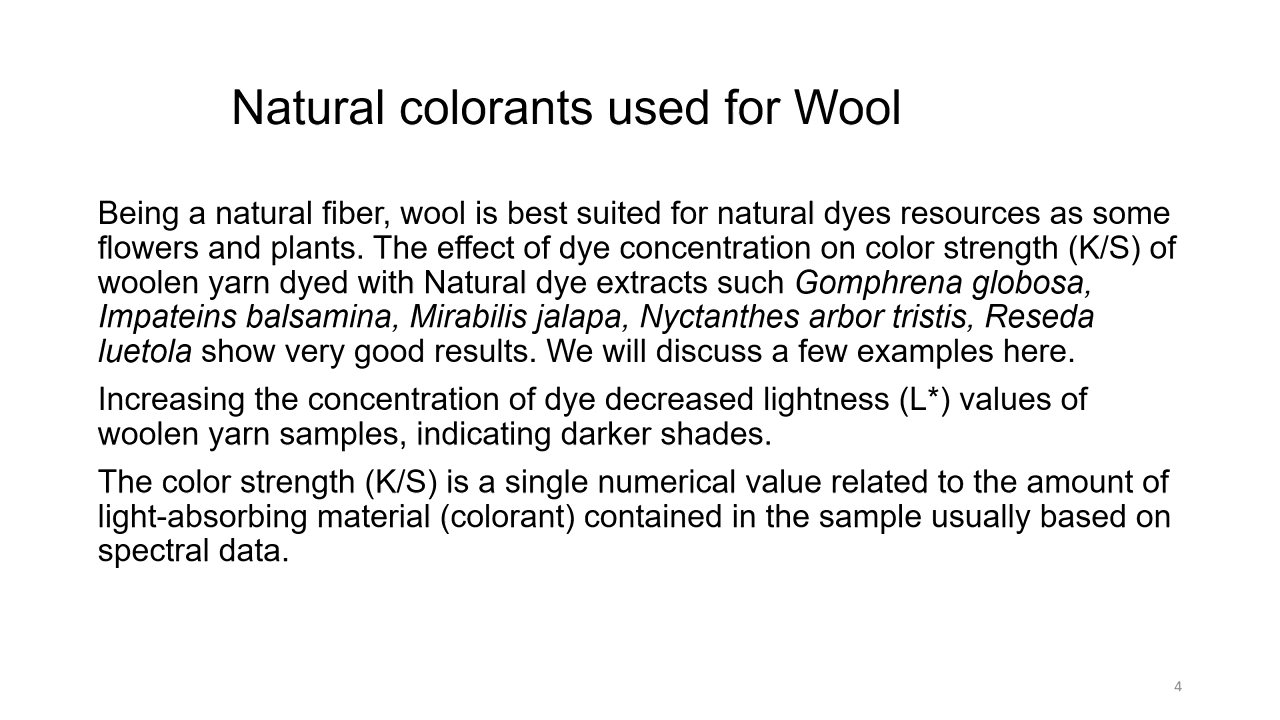 Natural colorants used for Wool
Being a natural fiber, wool is best suited for natural dyes resources as some
flowers and plants. The effect of dye concentration on color strength (K/S) of
woolen yarn dyed with Natural dye extracts such Gomphrena globosa,
Impateins balsamina, Mirabilis jalapa, Nyctanthes arbor tristis, Reseda
luetola show very good results. We will discuss a few examples here.
Increasing the concentration of dye decreased lightness (L*) values of
woolen yarn samples, indicating darker shades.
The color strength (K/S) is a single numerical value related to the amount of
light-absorbing material (colorant) contained in the sample usually based on
spectral data.
4